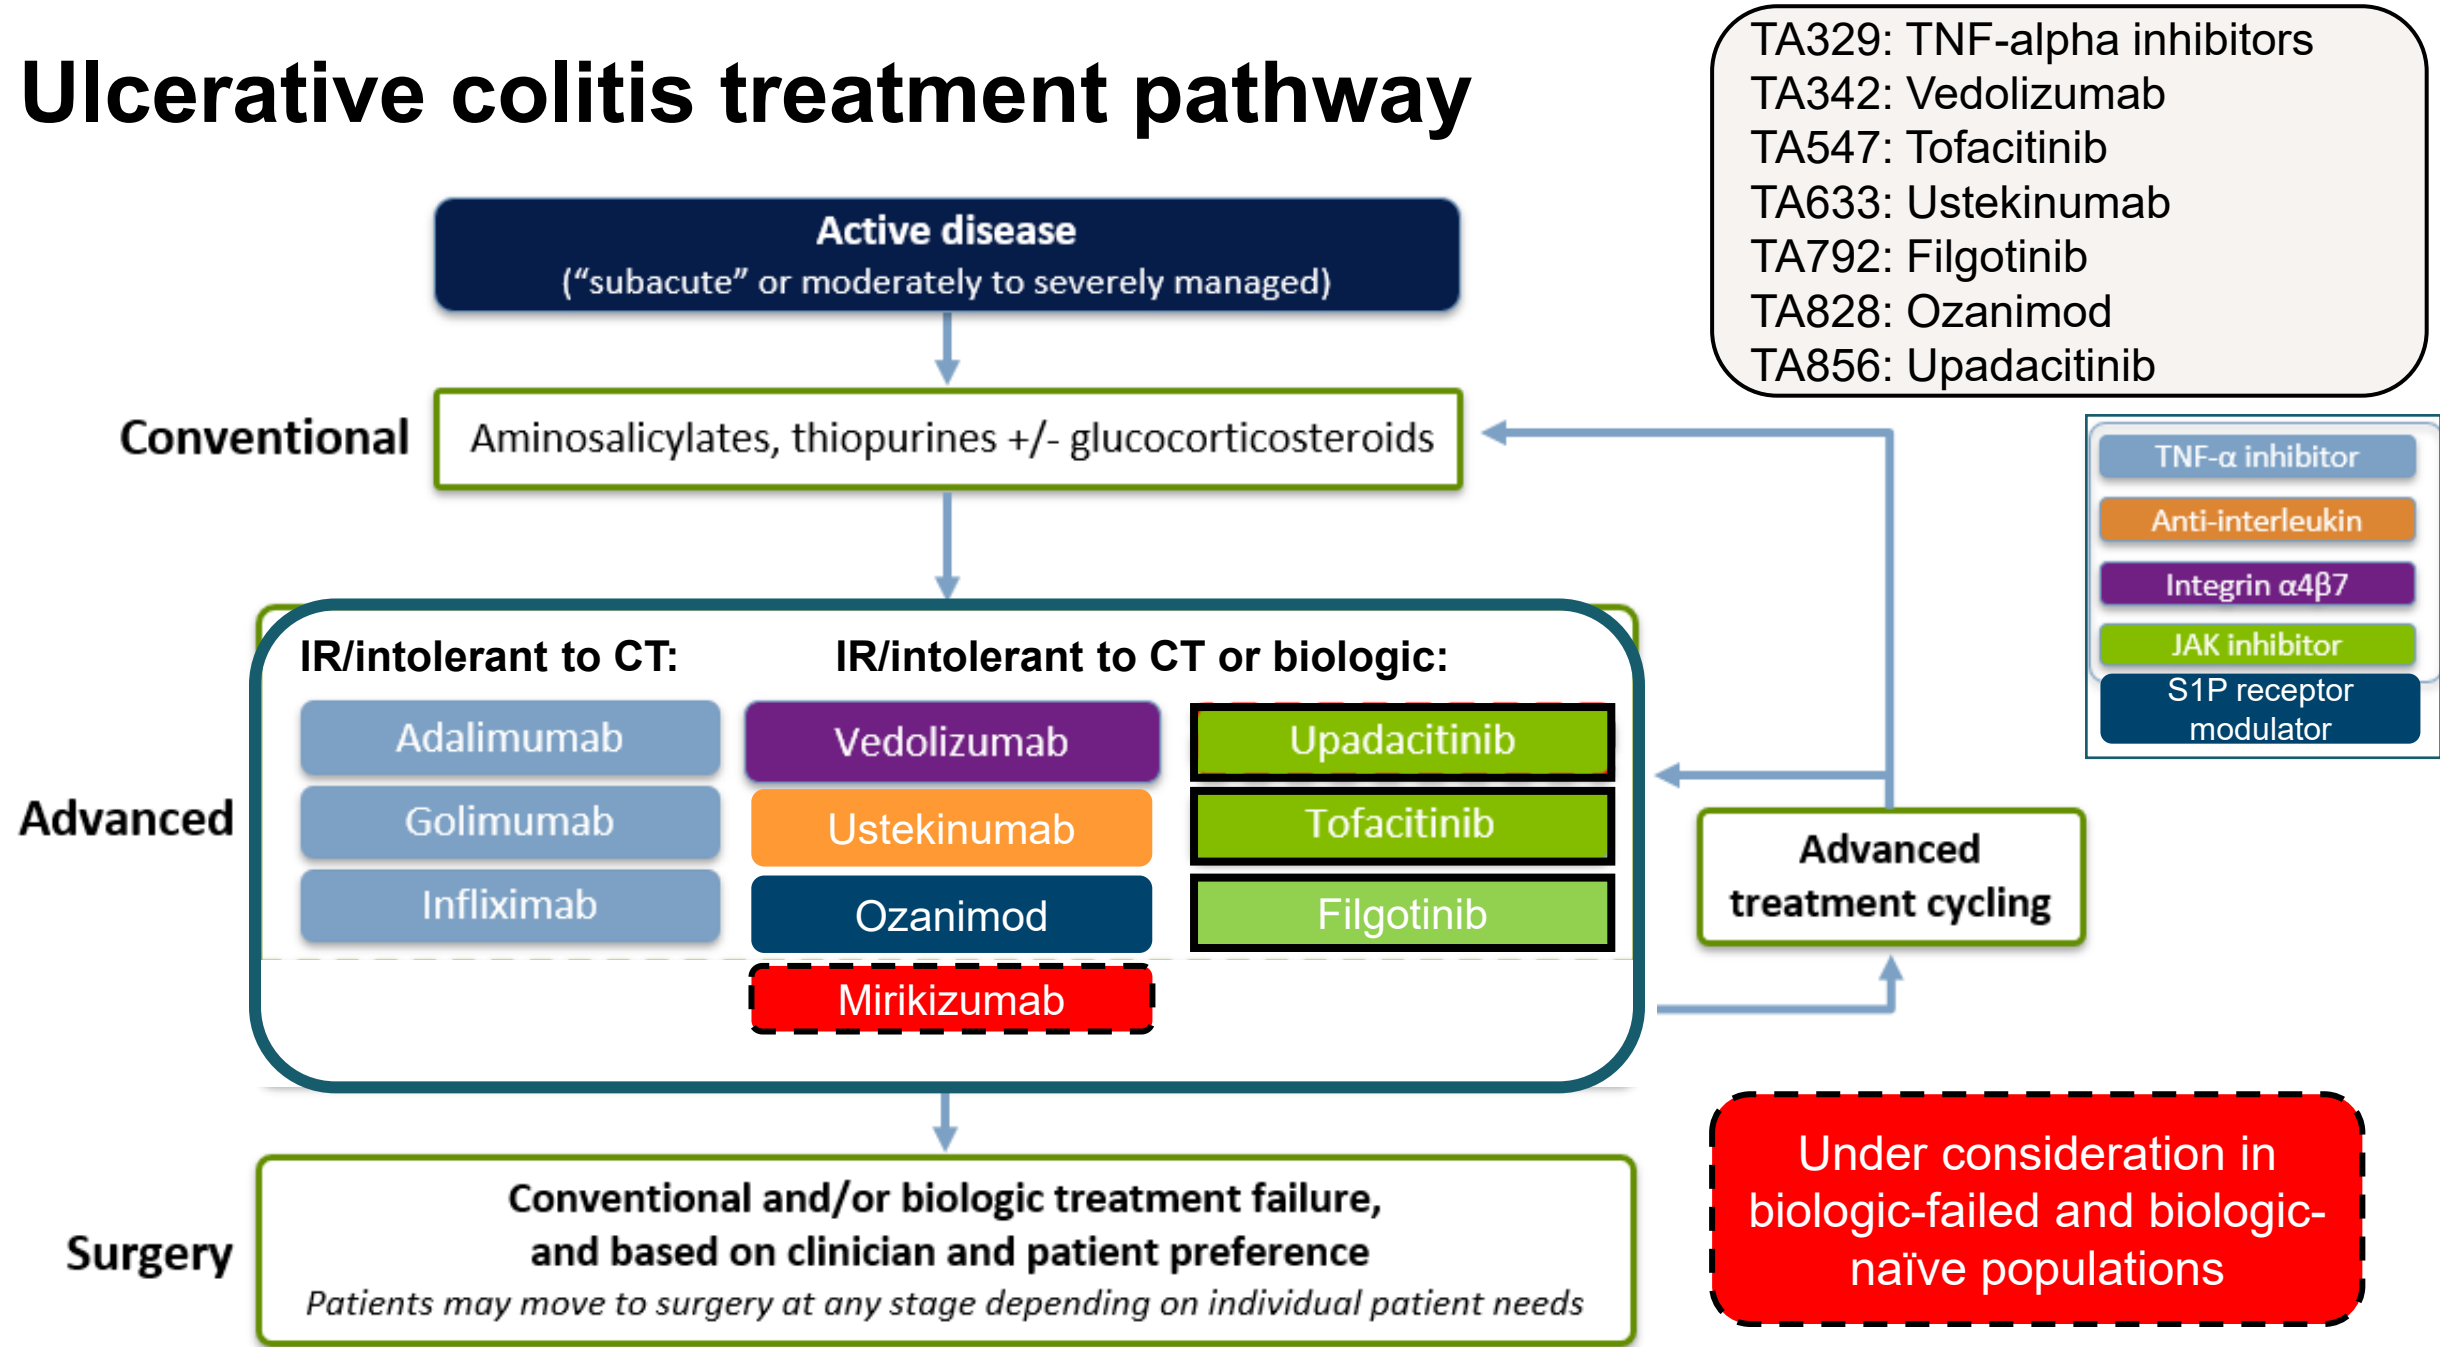 Ulcerative colitis treatment pathway
TA329: TNF-alpha inhibitors
TA342: Vedolizumab
TA547: Tofacitinib
TA633: Ustekinumab
TA792: Filgotinib
TA828: Ozanimod
TA856: Upadacitinib
Active disease
(“subacute” or moderately to severely managed)
Conventional
Aminosalicylates, thiopurines +/- glucocorticosteroids
TNF-α inhibitor
Anti-interleukin
Integrin α4β7
JAK inhibitor
S1P receptor
modulator
Advanced
IR/intolerant to CT:
Adalimumab
Golimumab
Infliximab
IR/intolerant to CT or biologic:
Vedolizumab
Ustekinumab
Ozanimod
Mirikizumab
Upadacitinib
Tofacitinib
Filgotinib
Advanced
treatment cycling
Surgery
Conventional and/or biologic treatment failure,
and based on clinician and patient preference
Patients may move to surgery at any stage depending on individual patient needs
Under consideration in
biologic-failed and biologic-
naïve populations